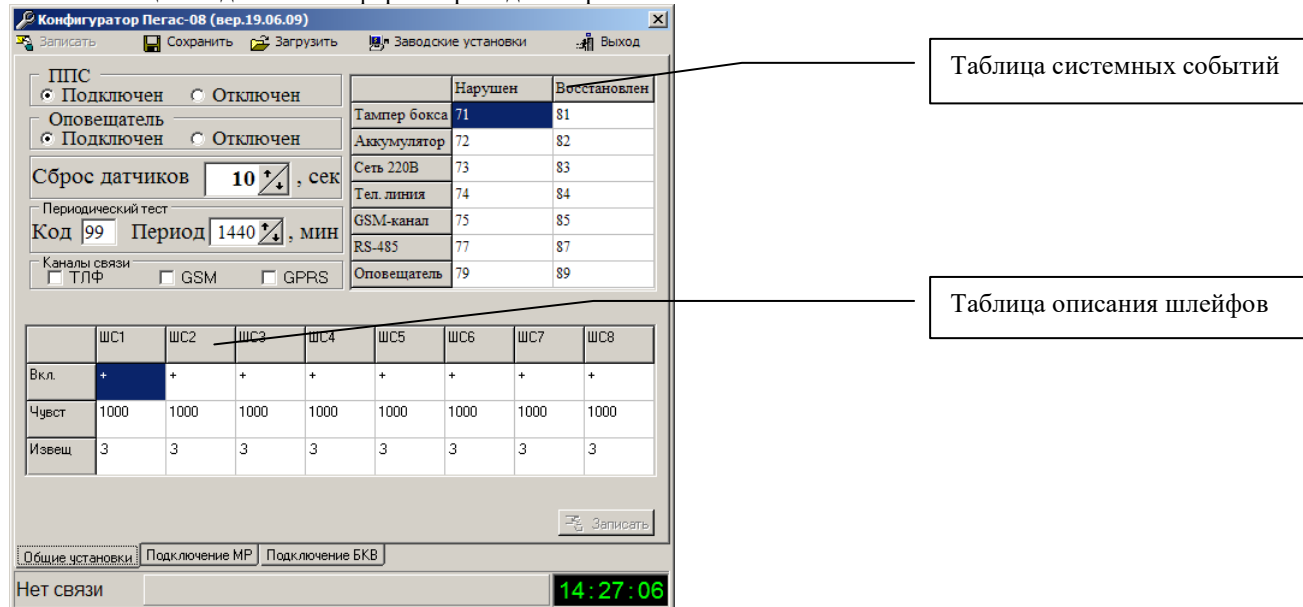 Конфигуратор Пегас-08 (вер.19.06.09)
Записать Сохранить Загрузить Заводские установки Выход
ППС
Подключен Отключен
Оповещатель
Подключен Отключен
Сброс датчиков 10 , сек
Периодический тест
Код 99 Период 1440 , мин
Каналы связи
ТЛФ GSM GPRS
Нарушен Восстановлен
Тампер бокса 71 81
Аккумулятор 72 82
Сеть 220В 73 83
Тел. линия 74 84
GSM-канал 75 85
RS-485 77 87
Оповещатель 79 89
Таблица системных событий
Таблица описания шлейфов
ШС1 ШС2 ШС3 ШС4 ШС5 ШС6 ШС7 ШС8
Вкл. + + + + + + + +
Чувст 1000 1000 1000 1000 1000 1000 1000 1000
Извещ 3 3 3 3 3 3 3 3
Записать
Общие установки Подключение МР Подключение БКВ
Нет связи 14:27:06